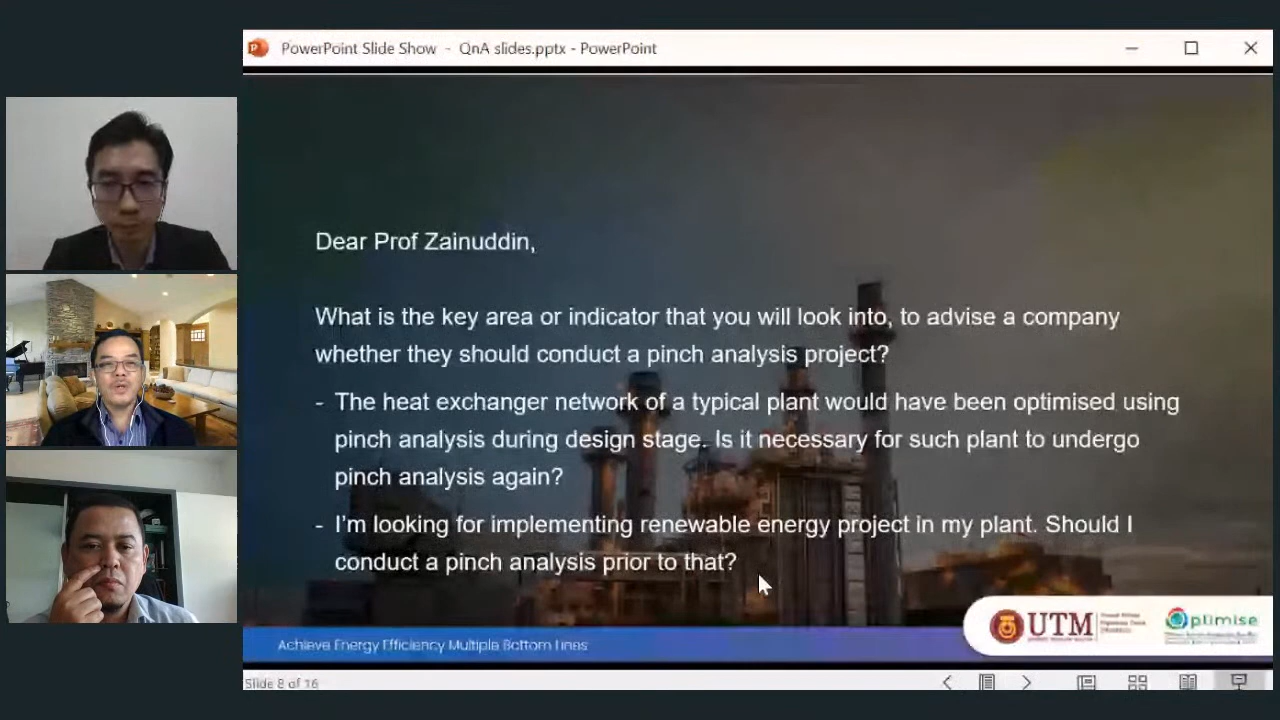 PowerPoint Slide Show - QnA slides.pptx - PowerPoint
Dear Prof Zainuddin,
What is the key area or indicator that you will look into, to advise a company
whether they should conduct a pinch analysis project?
- The heat exchanger network of a typical plant would have been optimised using
pinch analysis during design stage. Is it necessary for such plant to undergo
pinch analysis again?
- I'm looking for implementing renewable energy project in my plant. Should I
conduct a pinch analysis prior to that?
UTM
Optimise
Achieve Energy Efficiency Multiple Bottom Lines
Slide 8 of 16